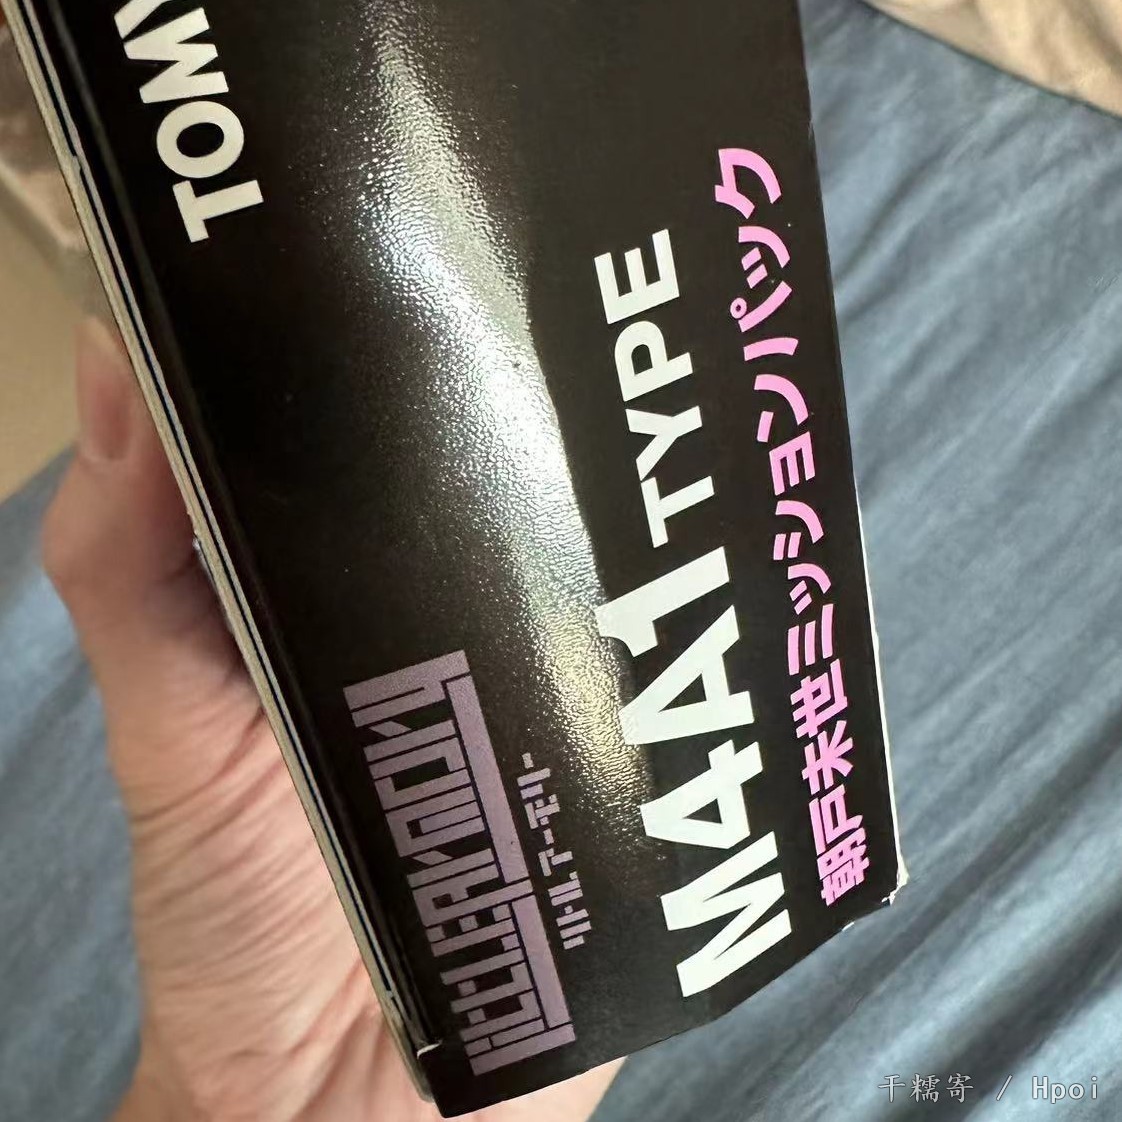 TOMY
LITTLEARMORY
リトルアーモリー
M4A1 TYPE
朝戸未世ミッションパック
千糯寄 / Hpoi